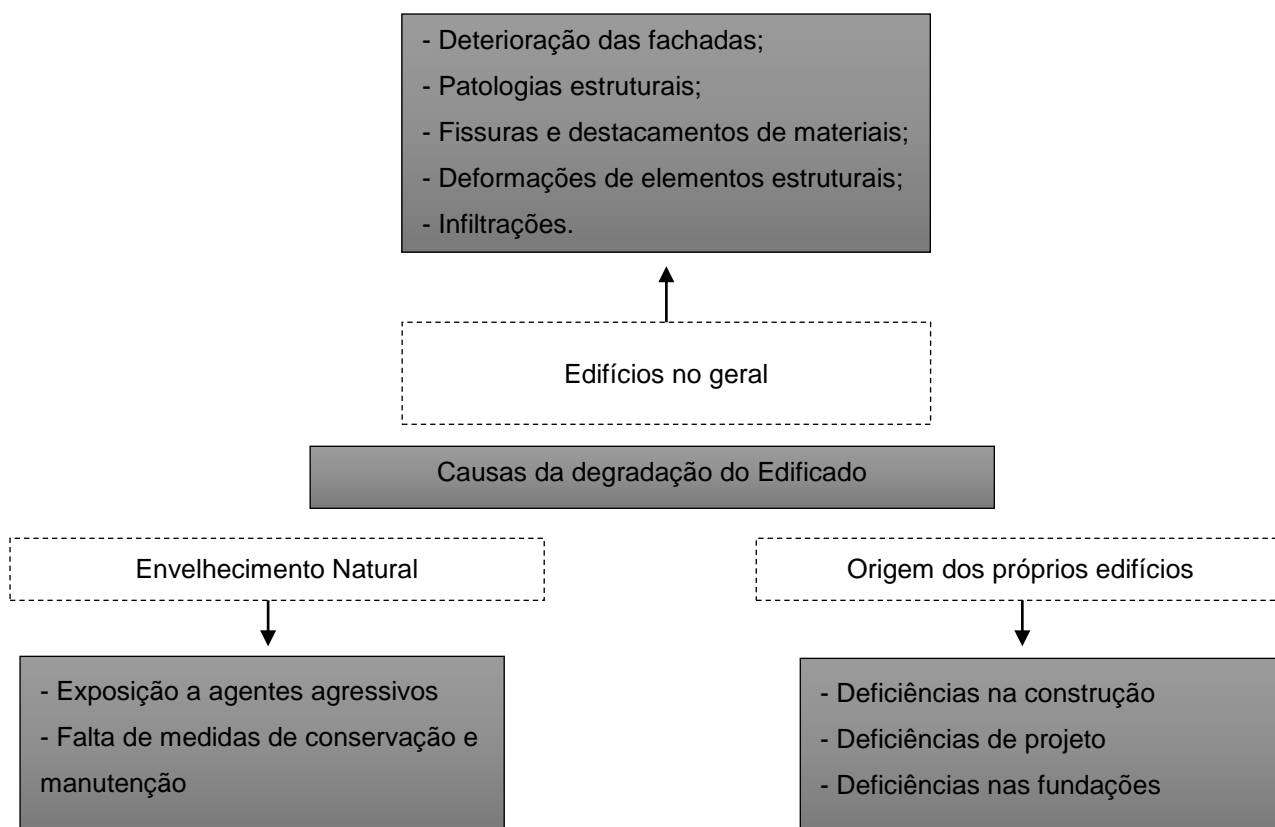 - Deterioração das fachadas;
- Patologias estruturais;
- Fissuras e destacamentos de materiais;
- Deformações de elementos estruturais;
- Infiltrações.
Edifícios no geral
Causas da degradação do Edificado
Envelhecimento Natural
- Exposição a agentes agressivos
- Falta de medidas de conservação e
manutenção
Origem dos próprios edifícios
- Deficiências na construção
- Deficiências de projeto
- Deficiências nas fundações